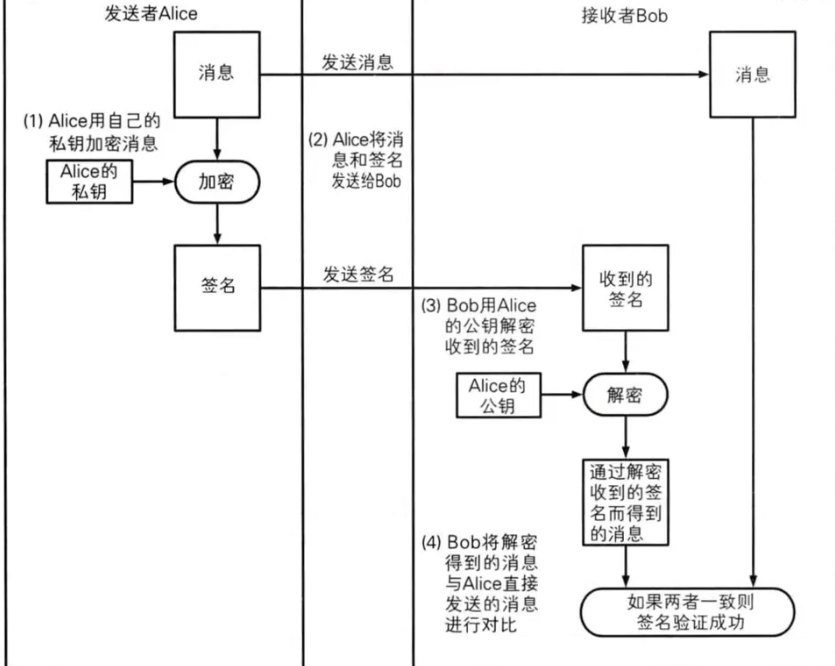 发送者Alice
接收者Bob
消息
发送消息
消息
(1) Alice用自己的
私钥加密消息
(2) Alice将消
息和签名
发送给Bob
Alice的
私钥
加密
签名
发送签名
收到的
签名
(3) Bob用Alice
的公钥解密
收到的签名
Alice的
公钥
解密
通过解密
收到的签
名而得到
的消息
(4) Bob将解密
得到的消息
与Alice直接
发送的消息
进行对比
如果两者一致则
签名验证成功